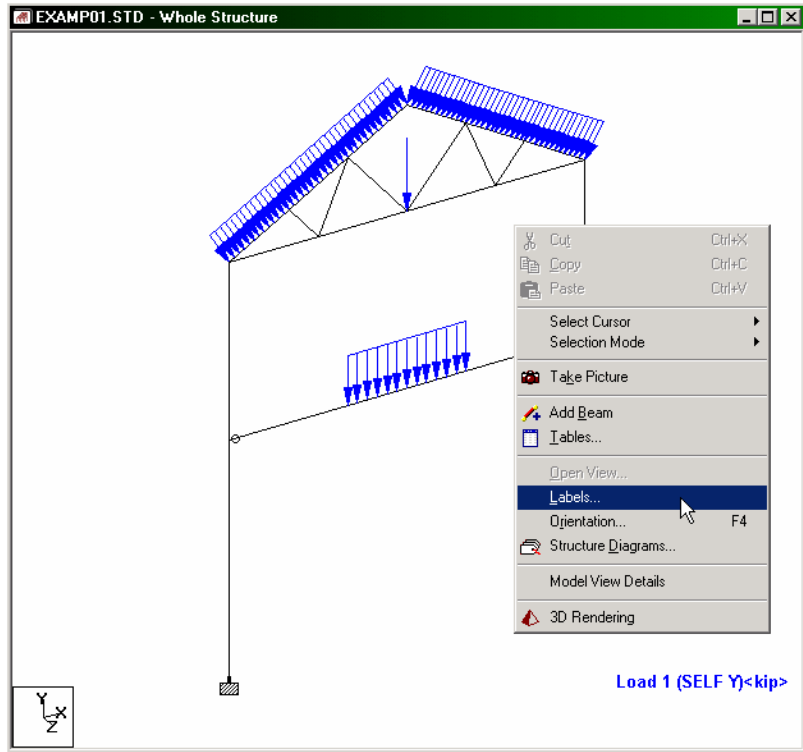 EXAMP01.STD - Whole Structure
Cut Ctrl+X
Copy Ctrl+C
Paste Ctrl+V
Select Cursor
Selection Mode
Take Picture
Add Beam
Tables...
Open View...
Labels...
Orientation... F4
Structure Diagrams...
Model View Details
3D Rendering
Load 1 (SELF Y)<kip>
Y
X
Z